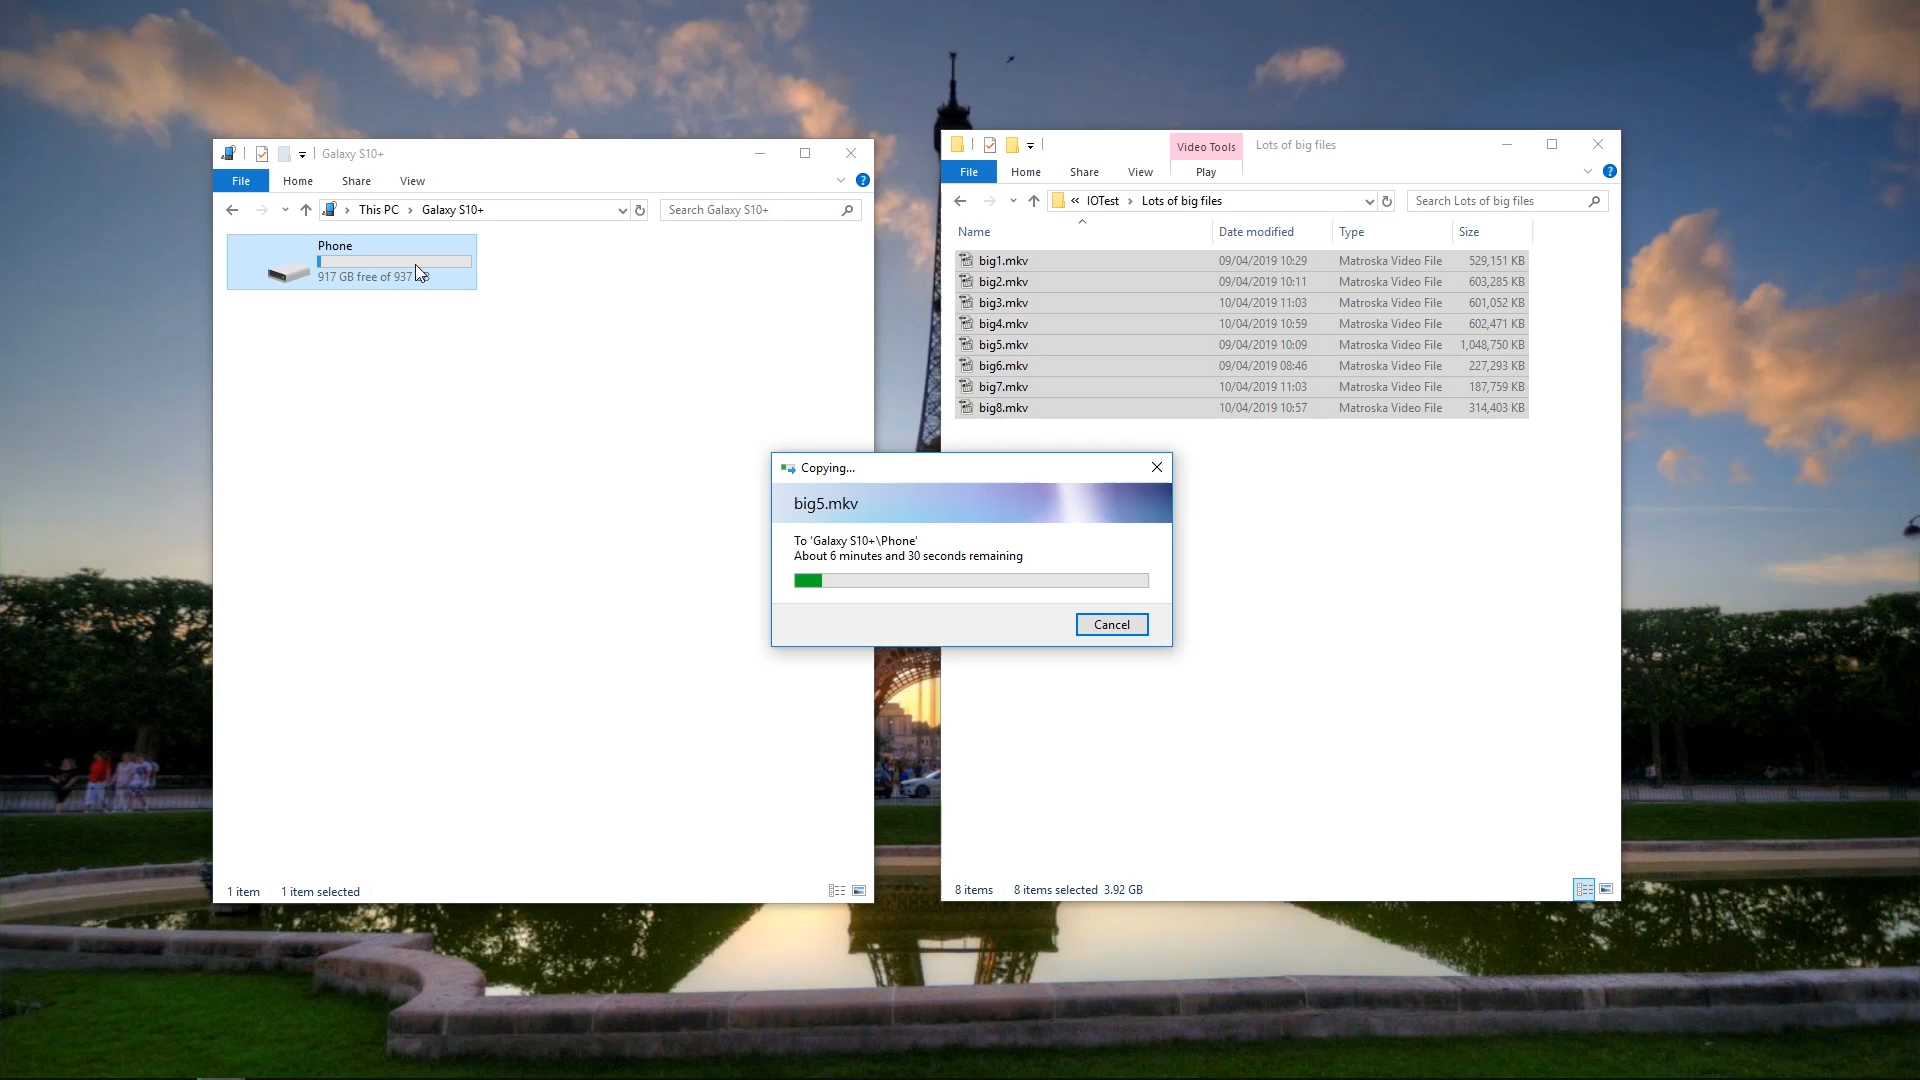 Galaxy S10+
File Home Share View
This PC Galaxy S10+
Search Galaxy S10+
Phone
917 GB free of 937
1 item 1 item selected
Video Tools Lots of big files
File Home Share View Play
« IOTest Lots of big files
Search Lots of big files
Name Date modified Type Size
big1.mkv 09/04/2019 10:29 Matroska Video File 529,151 KB
big2.mkv 09/04/2019 10:11 Matroska Video File 603,285 KB
big3.mkv 10/04/2019 11:03 Matroska Video File 601,052 KB
big4.mkv 10/04/2019 10:59 Matroska Video File 602,471 KB
big5.mkv 09/04/2019 10:09 Matroska Video File 1,048,750 KB
big6.mkv 09/04/2019 08:46 Matroska Video File 227,293 KB
big7.mkv 10/04/2019 11:03 Matroska Video File 187,759 KB
big8.mkv 10/04/2019 10:57 Matroska Video File 314,403 KB
8 items 8 items selected 3.92 GB
Copying...
big5.mkv
To 'Galaxy S10+\Phone'
About 6 minutes and 30 seconds remaining
Cancel